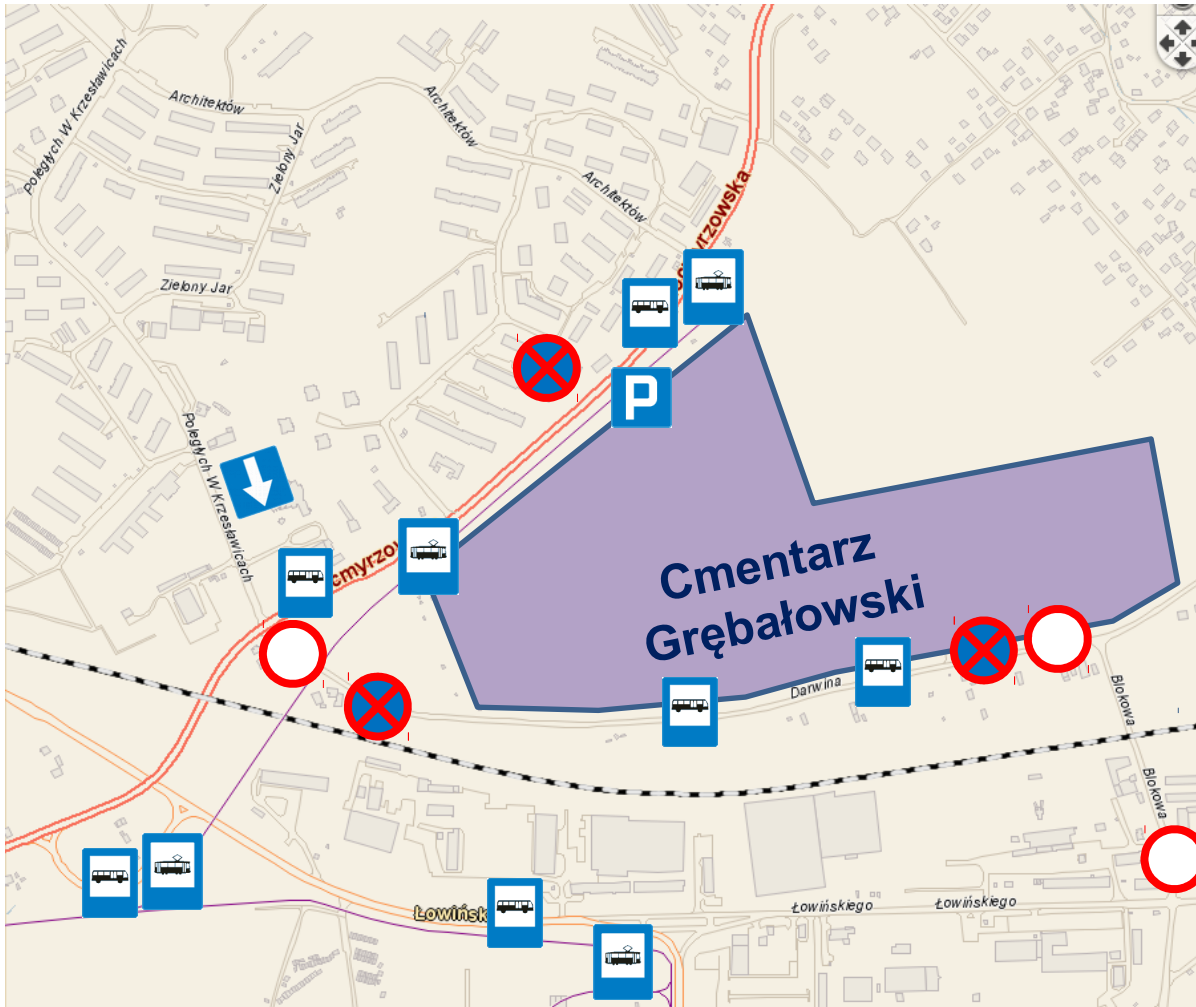 Poległych W Krzesławicach
Architektów
Zielony Jar
Architektów
Architektów
Zielony Jar
Poległych W Krzesławicach
P
Cmentarz
Grębałowski
Darwina
Blokowa
Blokowa
Łowińskiego
Łowińskiego